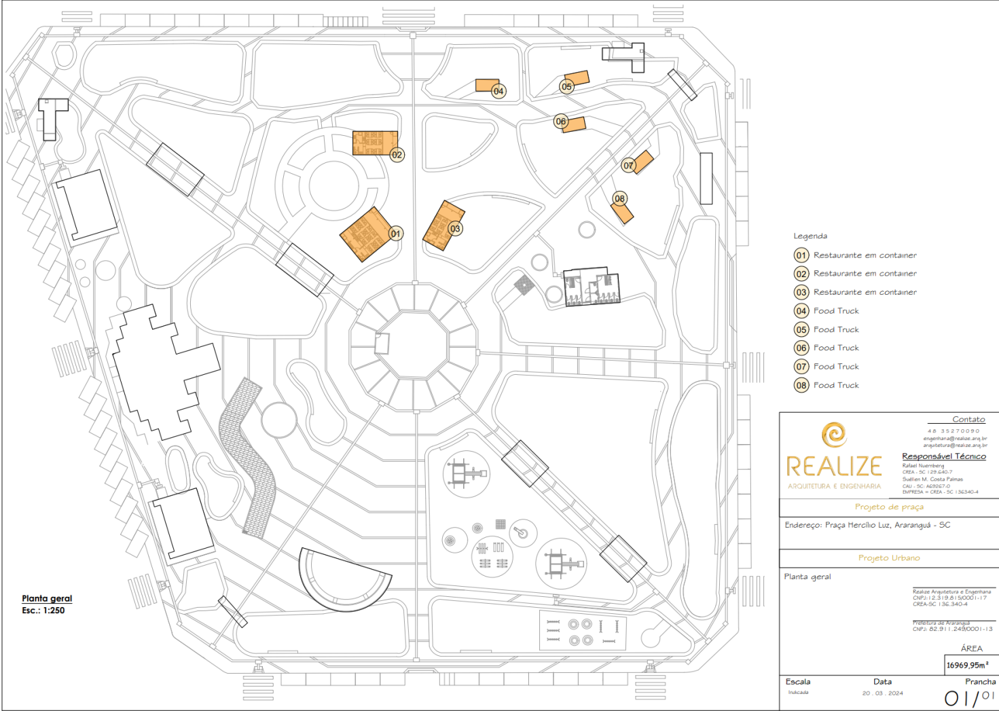 04
05
06
02
07
08
01
03
Legenda
01 Restaurante em container
02 Restaurante em container
03 Restaurante em container
04 Food Truck
05 Food Truck
06 Food Truck
07 Food Truck
08 Food Truck
Contato
48 35270090
engenharia@realize.arq.br
arquitetura@realize.arq.br
REALIZE
ARQUITETURA E ENGENHARIA
Responsável Técnico
Rafael Nuernberg
CREA - SC 129.640-7
Suéllen M. Costa Palmas
CAU - SC: A69267-0
EMPRESA = CREA - SC 136340-4
Projeto de praça
Endereço: Praça Hercílio Luz, Araranguá - SC
Projeto Urbano
Planta geral
Realize Arquitetura e Engenharia
CNPJ: 12.319.815/0001-17
CREA-SC 136.340-4
Prefeitura de Araranguá
CNPJ: 82.911.249/0001-13
ÁREA
16969,95m²
Escala
Indicada
Data
20 . 03 . 2024
Prancha
01/01
Planta geral
Esc.: 1:250